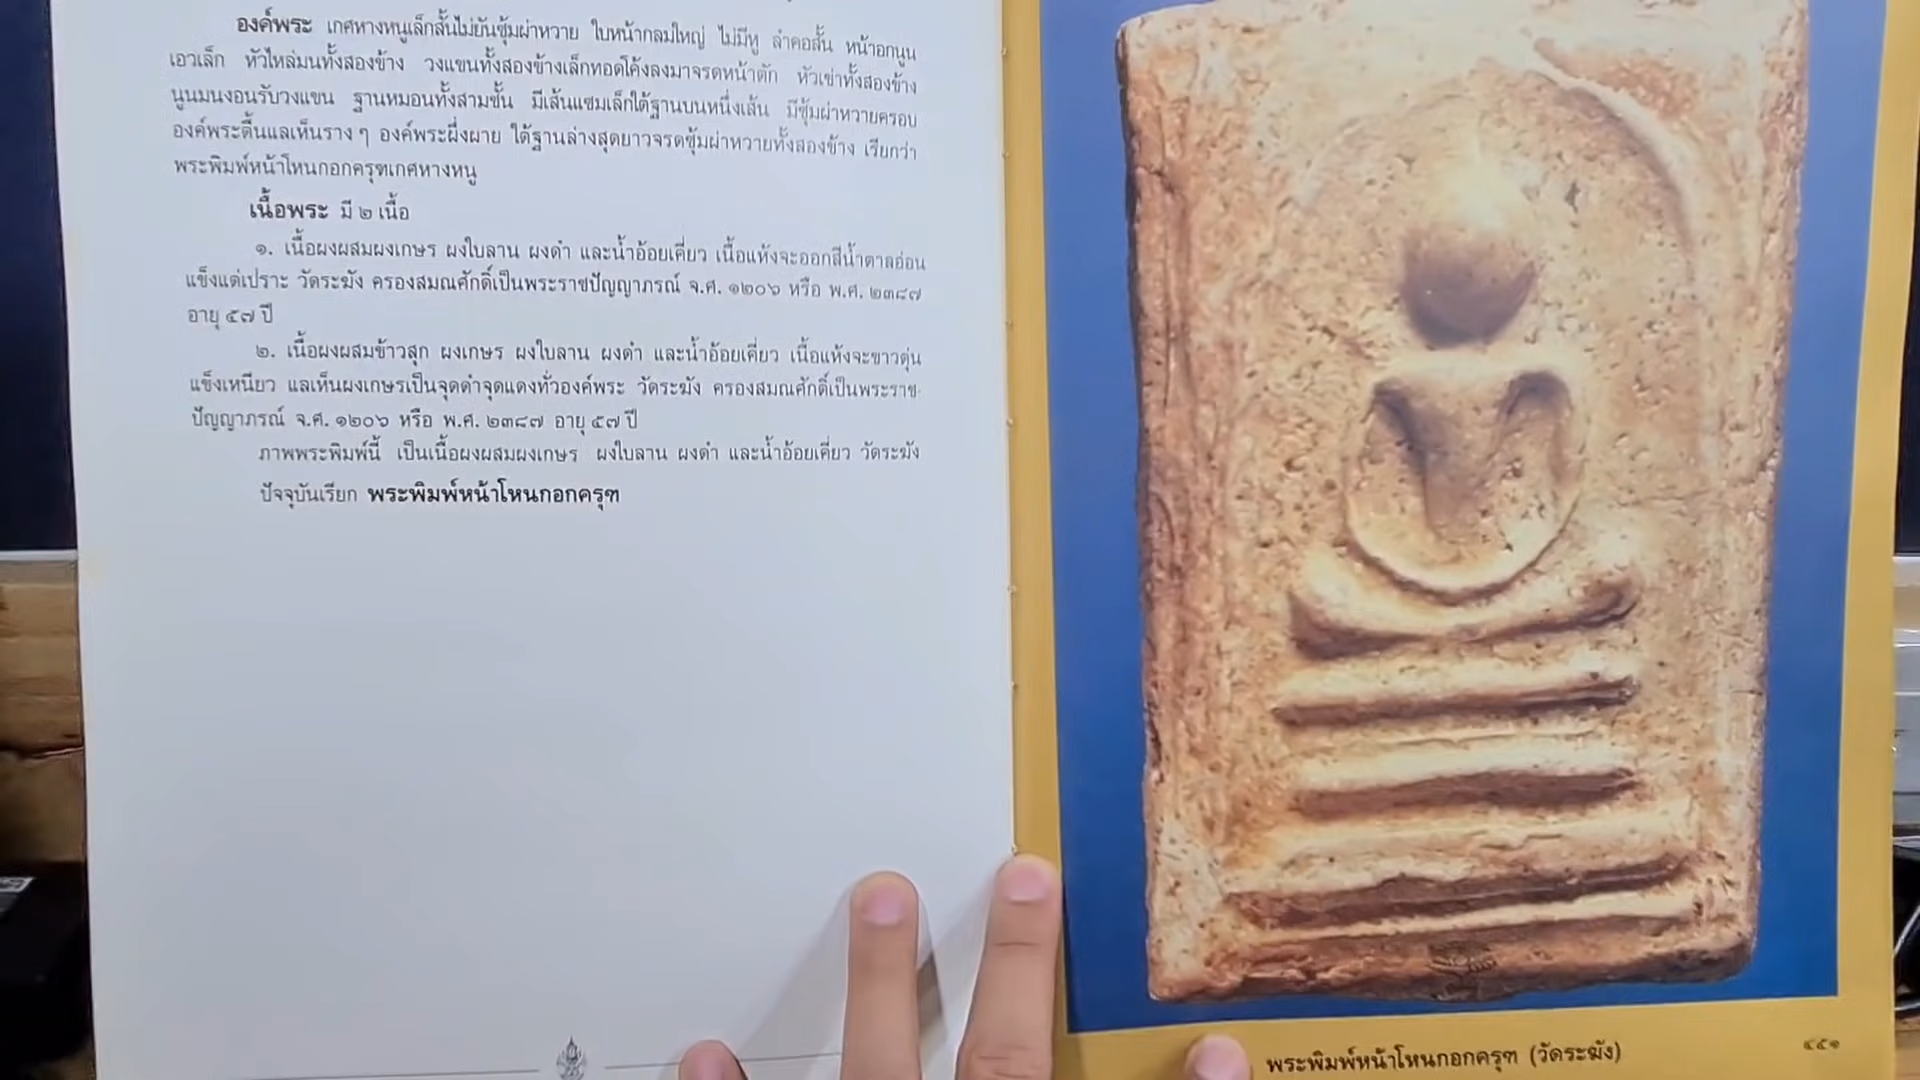 องค์พระ เกศหางหนูเล็กสั้นไม่ยันซุ้มผ่าหวาย ใบหน้ากลมใหญ่ ไม่มีหู ลำคอสั้น หน้าอกนูน
เอวเล็ก หัวไหล่มนทั้งสองข้าง วงแขนทั้งสองข้างเล็กทอดโค้งลงมาจรดหน้าตัก หัวเข่าทั้งสองข้าง
นูนมนงอนรับวงแขน ฐานหมอนทั้งสามชั้น มีเส้นแซมเล็กใต้ฐานบนหนึ่งเส้น มีซุ้มผ่าหวายครอบ
องค์พระตื้นแลเห็นราง ๆ องค์พระผึ่งผาย ใต้ฐานล่างสุดยาวจรดซุ้มผ่าหวายทั้งสองข้าง เรียกว่า
พระพิมพ์หน้าโหนกอกครุฑเกศหางหนู
เนื้อพระ มี ๒ เนื้อ
๑. เนื้อผงผสมผงเกษร ผงใบลาน ผงดำ และน้ำอ้อยเคี่ยว เนื้อแห้งจะออกสีน้ำตาลอ่อน
แข็งแต่เปราะ วัดระฆัง ครองสมณศักดิ์เป็นพระราชปัญญาภรณ์ จ.ศ. ๑๒๐๖ หรือ พ.ศ. ๒๓๘๗
อายุ ๕๗ ปี
๒. เนื้อผงผสมข้าวสุก ผงเกษร ผงใบลาน ผงดำ และน้ำอ้อยเคี่ยว เนื้อแห้งจะขาวตุ่น
แข็งเหนียว แลเห็นผงเกษรเป็นจุดดำจุดแดงทั่วองค์พระ วัดระฆัง ครองสมณศักดิ์เป็นพระราช-
ปัญญาภรณ์ จ.ศ. ๑๒๐๖ หรือ พ.ศ. ๒๓๘๗ อายุ ๕๗ ปี
ภาพพระพิมพ์นี้ เป็นเนื้อผงผสมผงเกษร ผงใบลาน ผงดำ และน้ำอ้อยเคี่ยว วัดระฆัง
ปัจจุบันเรียก พระพิมพ์หน้าโหนกอกครุฑ
พระพิมพ์หน้าโหนกอกครุฑ (วัดระฆัง)
๔๕๑